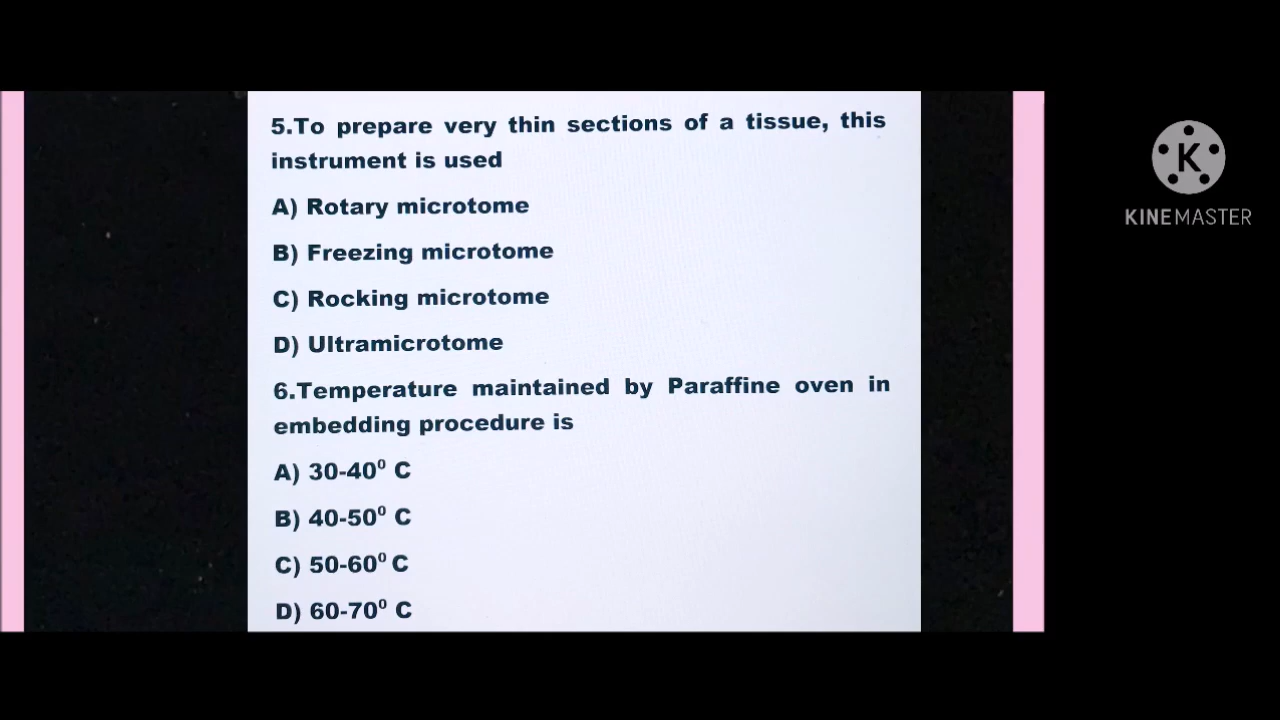 5.To prepare very thin sections of a tissue, this
instrument is used
A) Rotary microtome
B) Freezing microtome
C) Rocking microtome
D) Ultramicrotome
6.Temperature maintained by Paraffine oven in
embedding procedure is
A) 30-40⁰ C
B) 40-50⁰ C
C) 50-60⁰ C
D) 60-70⁰ C
K
KINEMASTER